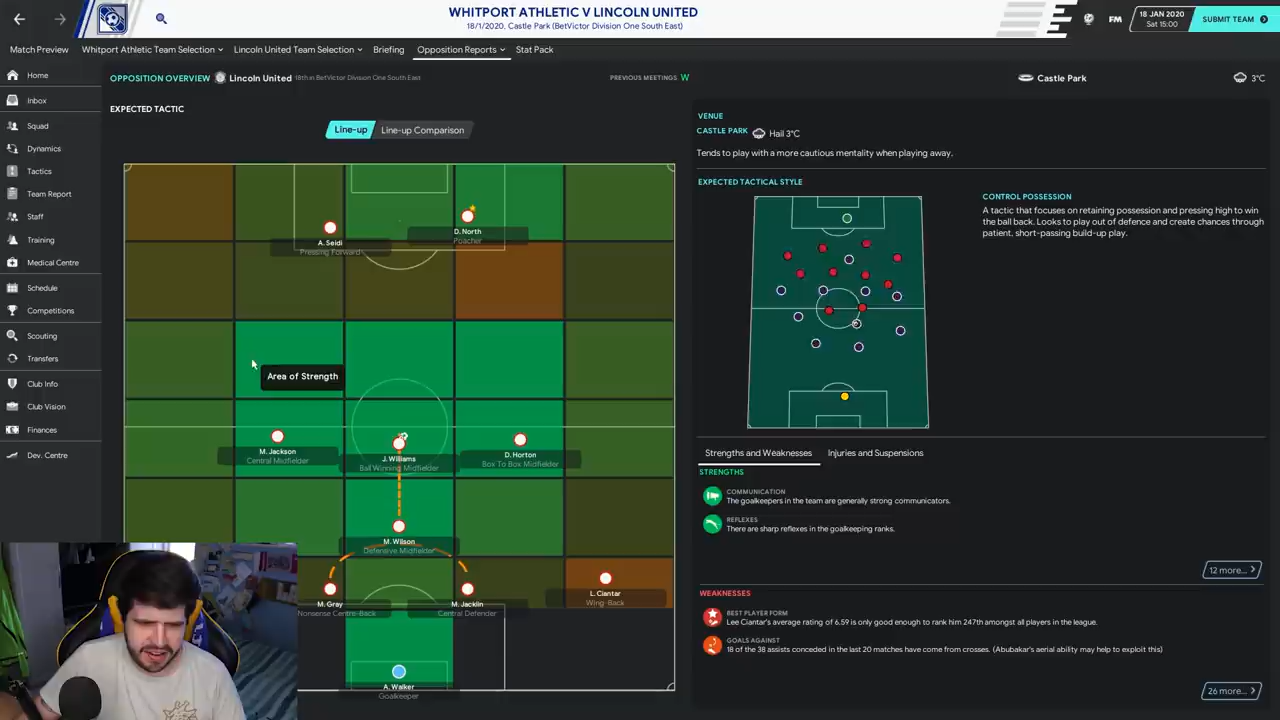 WHITPORT ATHLETIC V LINCOLN UNITED
18/1/2020, Castle Park (BetVictor Division One South East)
FM
18 JAN 2020
Sat 15:00
SUBMIT TEAM
Match Preview
Whitport Athletic Team Selection
Lincoln United Team Selection
Briefing
Opposition Reports
Stat Pack
Home
Inbox
Squad
Dynamics
Tactics
Team Report
Staff
Training
Medical Centre
Schedule
Competitions
Scouting
Transfers
Club Info
Club Vision
Finances
Dev. Centre
OPPOSITION OVERVIEW
Lincoln United
18th in BetVictor Division One South East
PREVIOUS MEETINGS W
Castle Park
3°C
EXPECTED TACTIC
Line-up
Line-up Comparison
D. North
Poacher
A. Seidi
Pressing Forward
Area of Strength
M. Jackson
Central Midfielder
J. Williams
Ball Winning Midfielder
D. Horton
Box To Box Midfielder
M. Wilson
Defensive Midfielder
L. Ciantar
Wing-Back
M. Gray
Nonsense Centre-Back
M. Jacklin
Central Defender
A. Walker
Goalkeeper
VENUE
CASTLE PARK
Hail 3°C
Tends to play with a more cautious mentality when playing away.
EXPECTED TACTICAL STYLE
CONTROL POSSESSION
A tactic that focuses on retaining possession and pressing high to win
the ball back. Looks to play out of defence and create chances through
patient, short-passing build-up play.
Strengths and Weaknesses
Injuries and Suspensions
STRENGTHS
COMMUNICATION
The goalkeepers in the team are generally strong communicators.
REFLEXES
There are sharp reflexes in the goalkeeping ranks.
12 more...
WEAKNESSES
BEST PLAYER FORM
Lee Ciantar's average rating of 6.59 is only good enough to rank him 247th amongst all players in the league.
GOALS AGAINST
18 of the 38 assists conceded in the last 20 matches have come from crosses. (Abubakar's aerial ability may help to exploit this)
26 more...